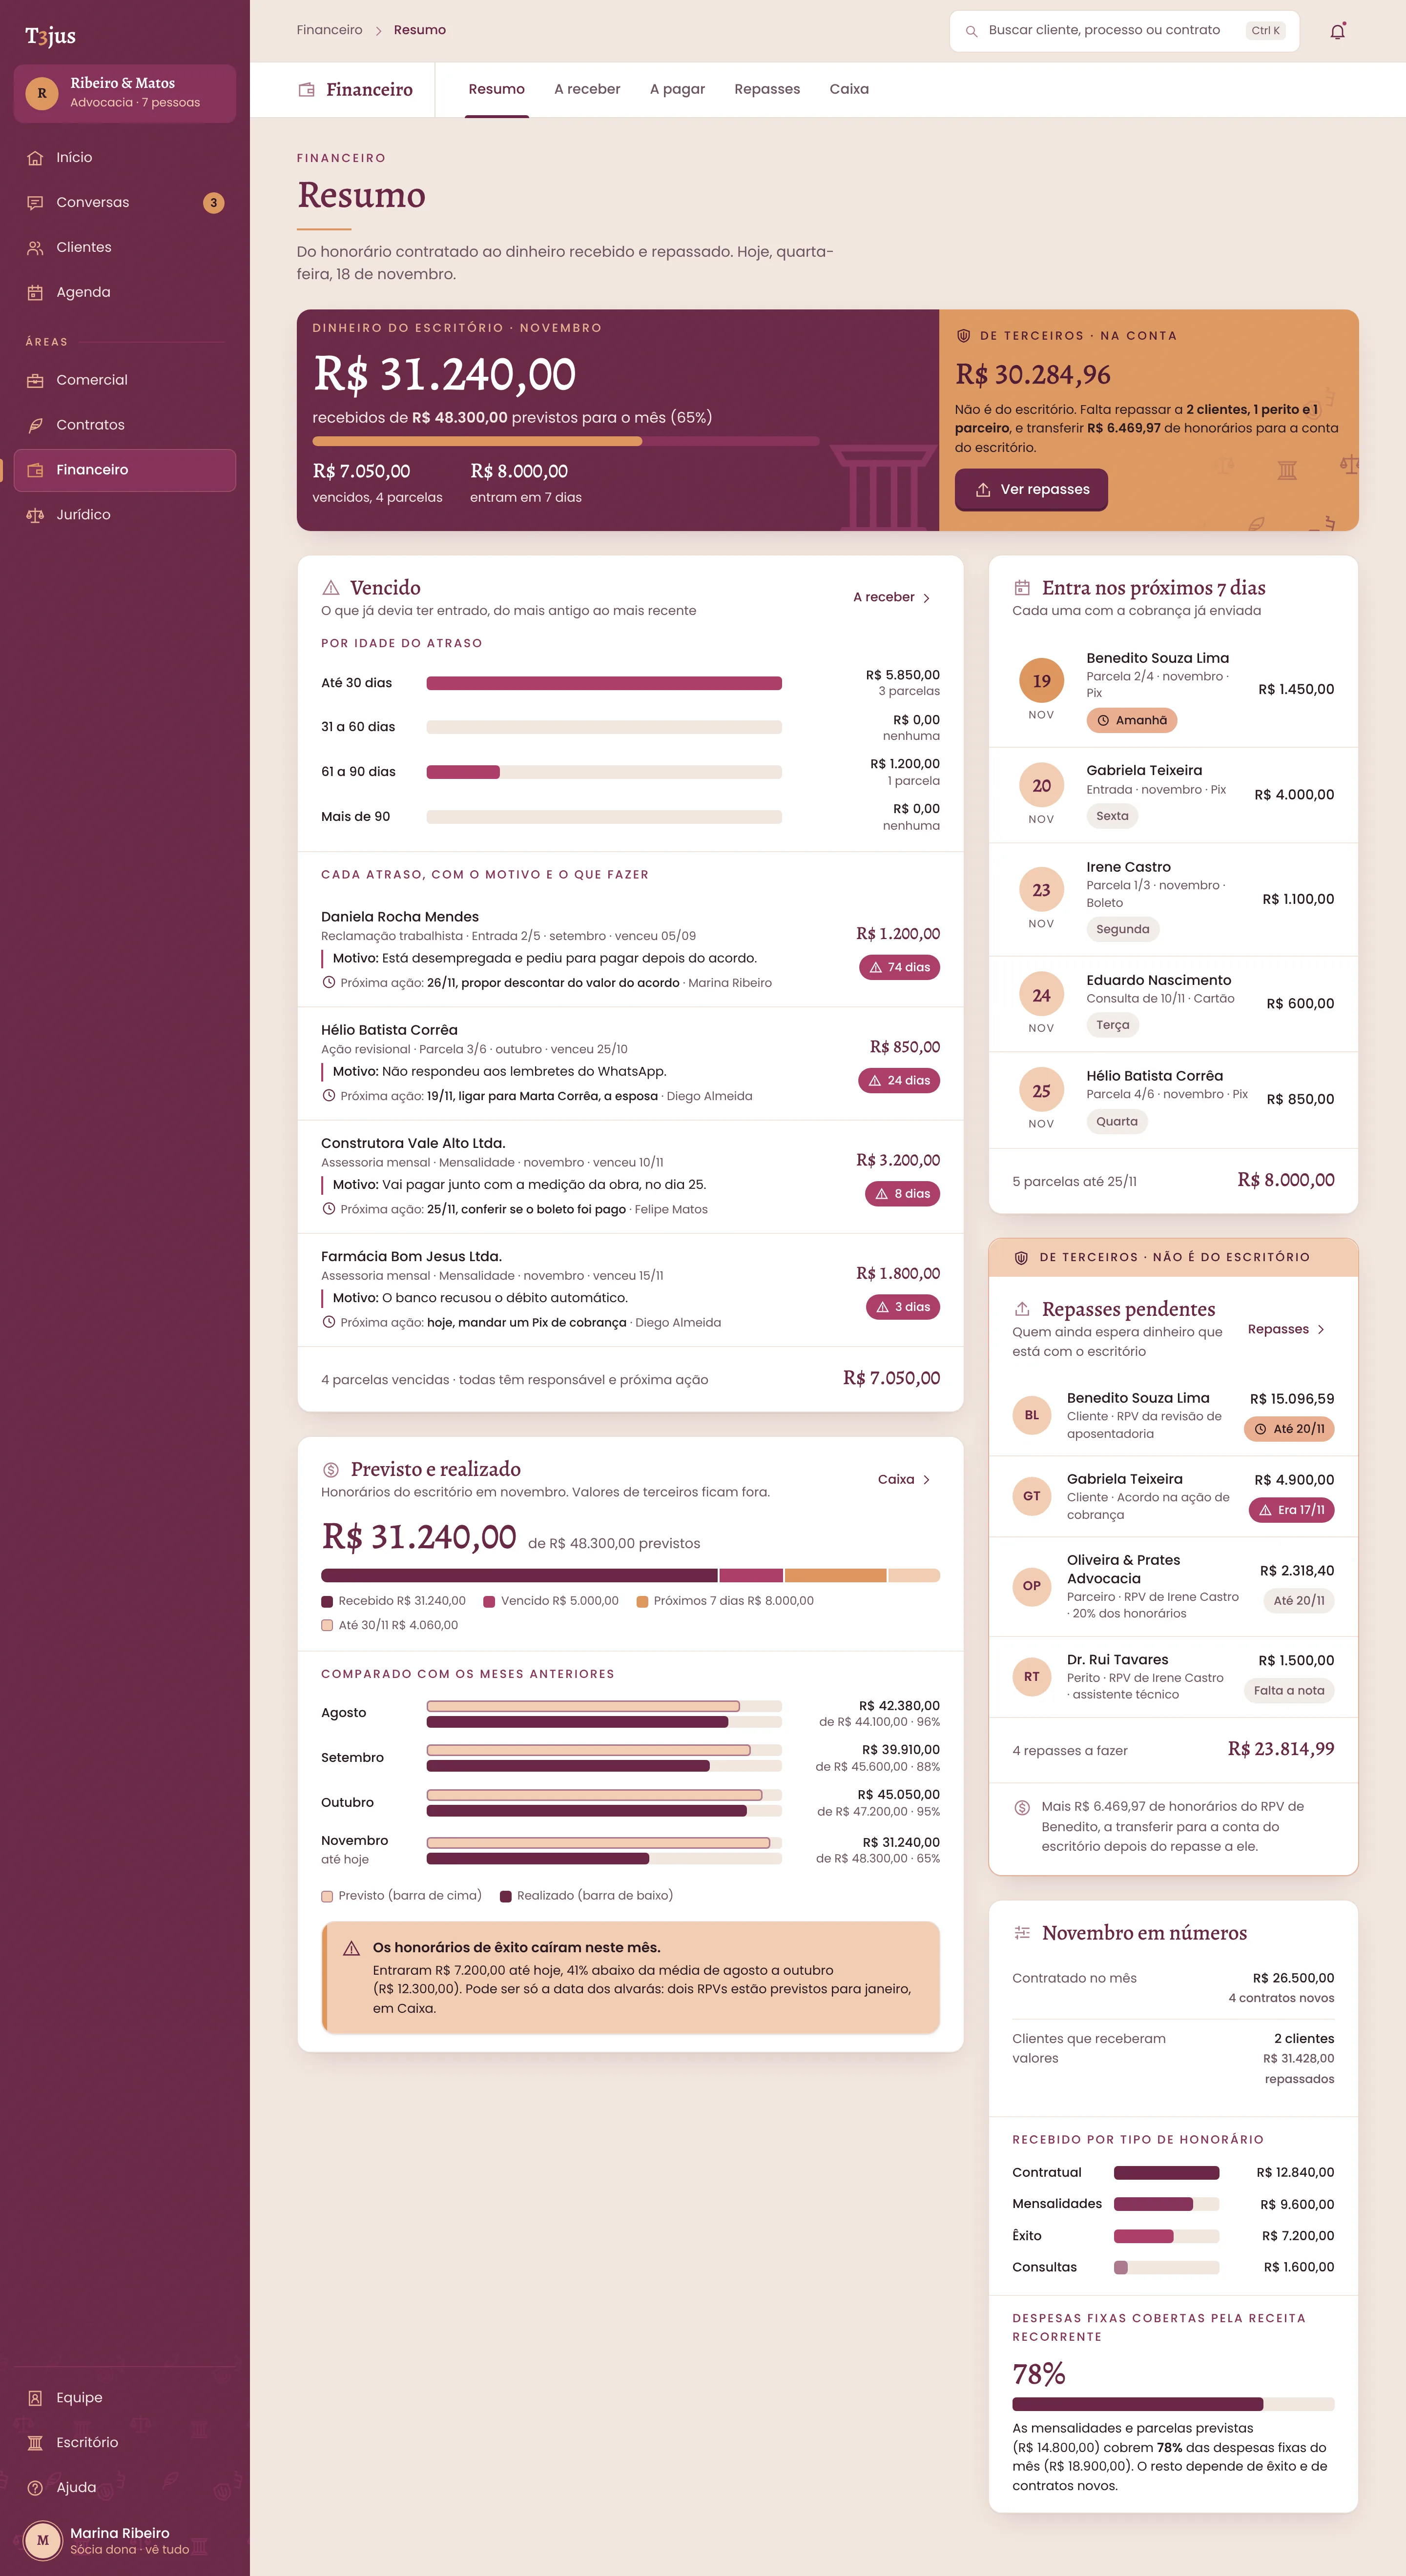 T3jus
R
Ribeiro & Matos
Advocacia · 7 pessoas
Início
Conversas
3
Clientes
Agenda
ÁREAS
Comercial
Contratos
Financeiro
Jurídico
Equipe
Escritório
Ajuda
M
Marina Ribeiro
Sócia dona · vê tudo
Financeiro
Resumo
Buscar cliente, processo ou contrato
Ctrl K
Financeiro
Resumo
A receber
A pagar
Repasses
Caixa
FINANCEIRO
Resumo
Do honorário contratado ao dinheiro recebido e repassado. Hoje, quarta-
feira, 18 de novembro.
DINHEIRO DO ESCRITÓRIO · NOVEMBRO
R$ 31.240,00
recebidos de R$ 48.300,00 previstos para o mês (65%)
R$ 7.050,00
vencidos, 4 parcelas
R$ 8.000,00
entram em 7 dias
DE TERCEIROS · NA CONTA
R$ 30.284,96
Não é do escritório. Falta repassar a 2 clientes, 1 perito e 1
parceiro, e transferir R$ 6.469,97 de honorários para a conta
do escritório.
Ver repasses
Vencido
O que já devia ter entrado, do mais antigo ao mais recente
A receber
POR IDADE DO ATRASO
Até 30 dias
R$ 5.850,00
3 parcelas
31 a 60 dias
R$ 0,00
nenhuma
61 a 90 dias
R$ 1.200,00
1 parcela
Mais de 90
R$ 0,00
nenhuma
CADA ATRASO, COM O MOTIVO E O QUE FAZER
Daniela Rocha Mendes
Reclamação trabalhista · Entrada 2/5 · setembro · venceu 05/09
Motivo: Está desempregada e pediu para pagar depois do acordo.
Próxima ação: 26/11, propor descontar do valor do acordo · Marina Ribeiro
R$ 1.200,00
74 dias
Hélio Batista Corrêa
Ação revisional · Parcela 3/6 · outubro · venceu 25/10
Motivo: Não respondeu aos lembretes do WhatsApp.
Próxima ação: 19/11, ligar para Marta Corrêa, a esposa · Diego Almeida
R$ 850,00
24 dias
Construtora Vale Alto Ltda.
Assessoria mensal · Mensalidade · novembro · venceu 10/11
Motivo: Vai pagar junto com a medição da obra, no dia 25.
Próxima ação: 25/11, conferir se o boleto foi pago · Felipe Matos
R$ 3.200,00
8 dias
Farmácia Bom Jesus Ltda.
Assessoria mensal · Mensalidade · novembro · venceu 15/11
Motivo: O banco recusou o débito automático.
Próxima ação: hoje, mandar um Pix de cobrança · Diego Almeida
R$ 1.800,00
3 dias
4 parcelas vencidas · todas têm responsável e próxima ação
R$ 7.050,00
Previsto e realizado
Honorários do escritório em novembro. Valores de terceiros ficam fora.
Caixa
R$ 31.240,00 de R$ 48.300,00 previstos
Recebido R$ 31.240,00
Vencido R$ 5.000,00
Próximos 7 dias R$ 8.000,00
Até 30/11 R$ 4.060,00
COMPARADO COM OS MESES ANTERIORES
Agosto
R$ 42.380,00
de R$ 44.100,00 · 96%
Setembro
R$ 39.910,00
de R$ 45.600,00 · 88%
Outubro
R$ 45.050,00
de R$ 47.200,00 · 95%
Novembro
até hoje
R$ 31.240,00
de R$ 48.300,00 · 65%
Previsto (barra de cima)
Realizado (barra de baixo)
Os honorários de êxito caíram neste mês.
Entraram R$ 7.200,00 até hoje, 41% abaixo da média de agosto a outubro
(R$ 12.300,00). Pode ser só a data dos alvarás: dois RPVs estão previstos para janeiro,
em Caixa.
Entra nos próximos 7 dias
Cada uma com a cobrança já enviada
19
NOV
Benedito Souza Lima
Parcela 2/4 · novembro ·
Pix
Amanhã
R$ 1.450,00
20
NOV
Gabriela Teixeira
Entrada · novembro · Pix
Sexta
R$ 4.000,00
23
NOV
Irene Castro
Parcela 1/3 · novembro ·
Boleto
Segunda
R$ 1.100,00
24
NOV
Eduardo Nascimento
Consulta de 10/11 · Cartão
Terça
R$ 600,00
25
NOV
Hélio Batista Corrêa
Parcela 4/6 · novembro · Pix
Quarta
R$ 850,00
5 parcelas até 25/11
R$ 8.000,00
DE TERCEIROS · NÃO É DO ESCRITÓRIO
Repasses pendentes
Quem ainda espera dinheiro que
está com o escritório
Repasses
BL
Benedito Souza Lima
Cliente · RPV da revisão de
aposentadoria
R$ 15.096,59
Até 20/11
GT
Gabriela Teixeira
Cliente · Acordo na ação de
cobrança
R$ 4.900,00
Era 17/11
OP
Oliveira & Prates
Advocacia
Parceiro · RPV de Irene Castro
· 20% dos honorários
R$ 2.318,40
Até 20/11
RT
Dr. Rui Tavares
Perito · RPV de Irene Castro
· assistente técnico
R$ 1.500,00
Falta a nota
4 repasses a fazer
R$ 23.814,99
Mais R$ 6.469,97 de honorários do RPV de
Benedito, a transferir para a conta do
escritório depois do repasse a ele.
Novembro em números
Contratado no mês
R$ 26.500,00
4 contratos novos
Clientes que receberam
valores
2 clientes
R$ 31.428,00
repassados
RECEBIDO POR TIPO DE HONORÁRIO
Contratual
R$ 12.840,00
Mensalidades
R$ 9.600,00
Êxito
R$ 7.200,00
Consultas
R$ 1.600,00
DESPESAS FIXAS COBERTAS PELA RECEITA
RECORRENTE
78%
As mensalidades e parcelas previstas
(R$ 14.800,00) cobrem 78% das despesas fixas do
mês (R$ 18.900,00). O resto depende de êxito e de
contratos novos.